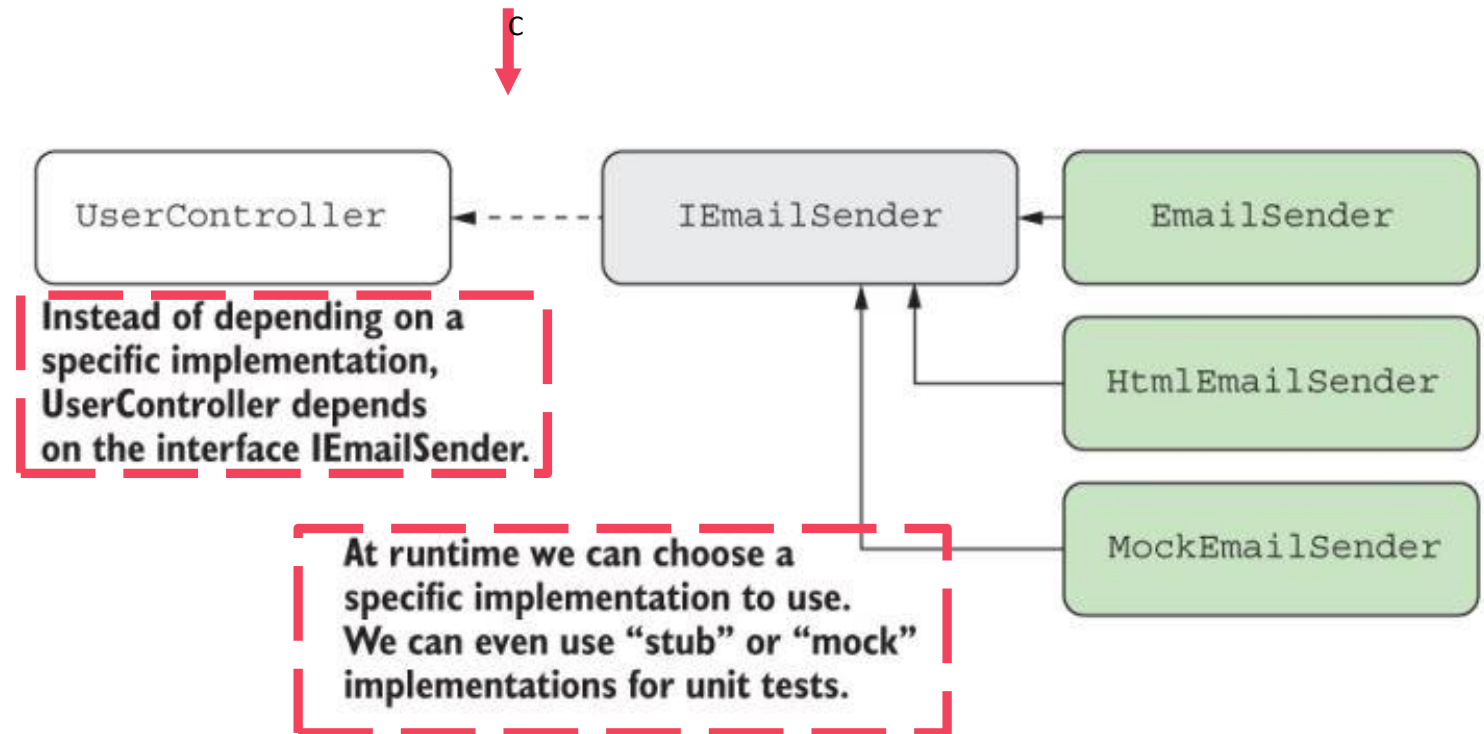 C
UserController
IEmailSender
EmailSender
Instead of depending on a
specific implementation,
UserController depends
on the interface IEmailSender.
HtmlEmailSender
MockEmailSender
At runtime we can choose a
specific implementation to use.
We can even use “stub” or “mock”
implementations for unit tests.